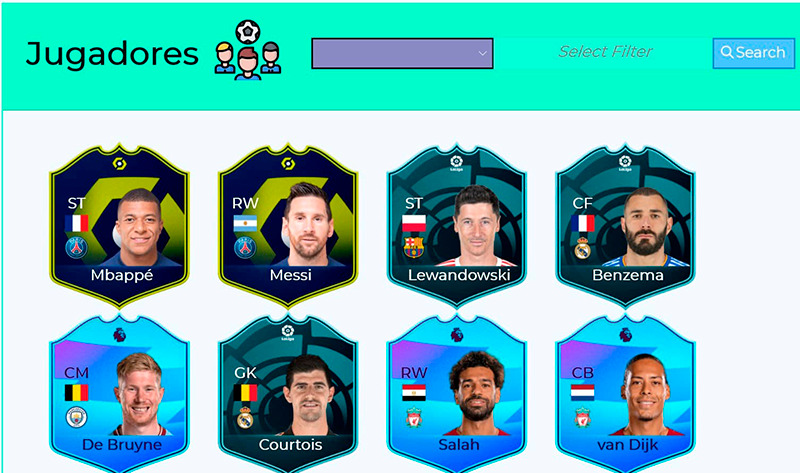 Jugadores
Select Filter
Search
ST
Mbappé
RW
Messi
ST
Lewandowski
CF
Benzema
CM
De Bruyne
GK
Courtois
RW
Salah
CB
van Dijk